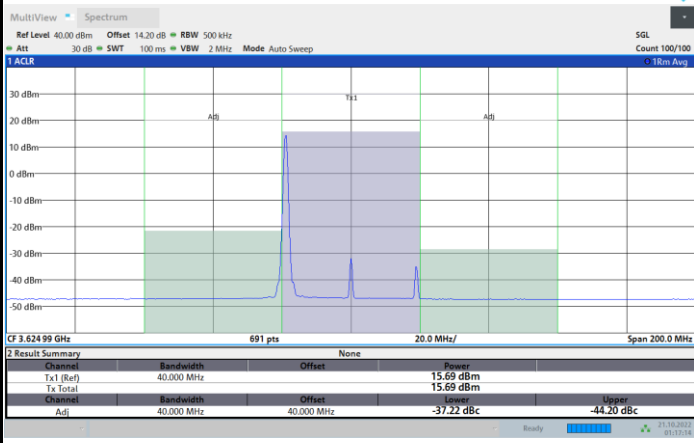 MultiView Spectrum
Ref Level 40.00 dBm Offset 14.20 dB RBW 500 kHz SGL
Att 30 dB SWT 100 ms VBW 2 MHz Mode Auto Sweep Count 100/100
1 ACLR 1Rm Avg
30 dBm
Tx1
20 dBm
Adj Adj
10 dBm
0 dBm
-10 dBm
-20 dBm
-30 dBm
-40 dBm
-50 dBm
CF 3.624 99 GHz 691 pts 20.0 MHz/ Span 200.0 MHz
2 Result Summary None
Channel Bandwidth Offset Power
Tx1 (Ref) 40.000 MHz 15.69 dBm
Tx Total 15.69 dBm
Channel Bandwidth Offset Lower Upper
Adj 40.000 MHz 40.000 MHz -37.22 dBc -44.20 dBc
Ready 21.10.2022
01:17:14